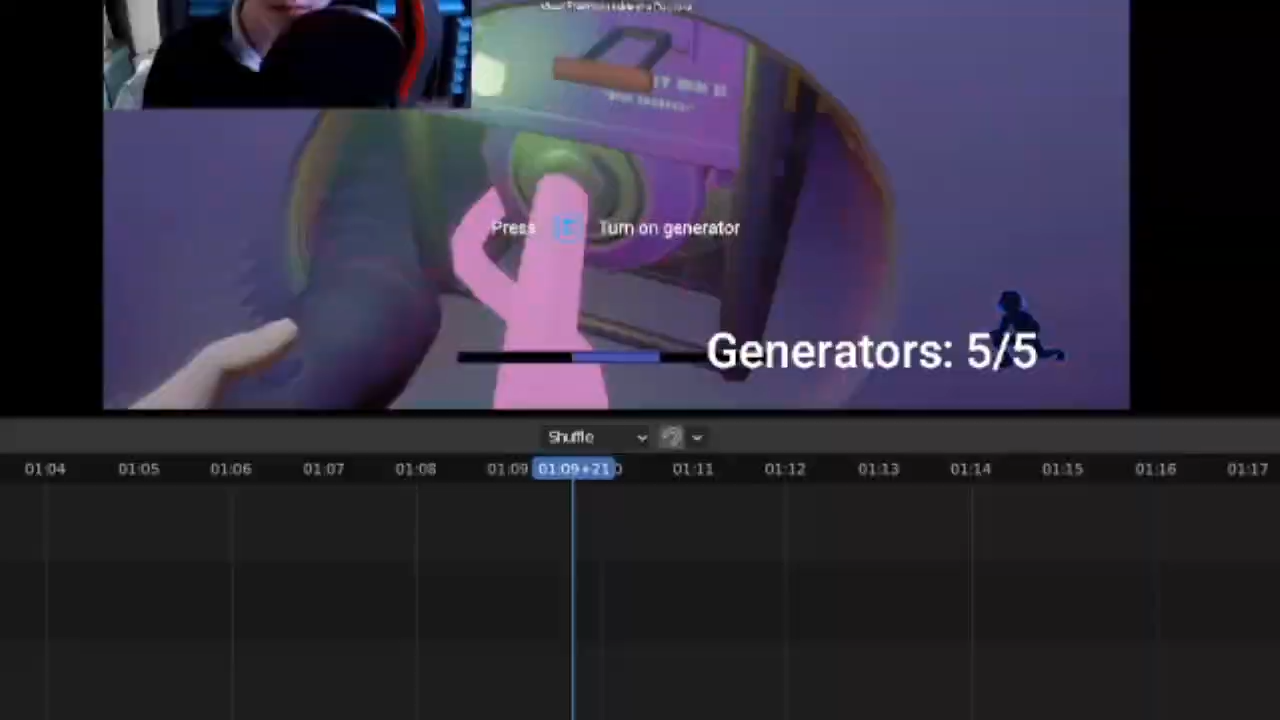 Press E Turn on generator
Generators: 5/5
Shuffle
01:04 01:05 01:06 01:07 01:08 01:09 01:09+21 0 01:11 01:12 01:13 01:14 01:15 01:16 01:17